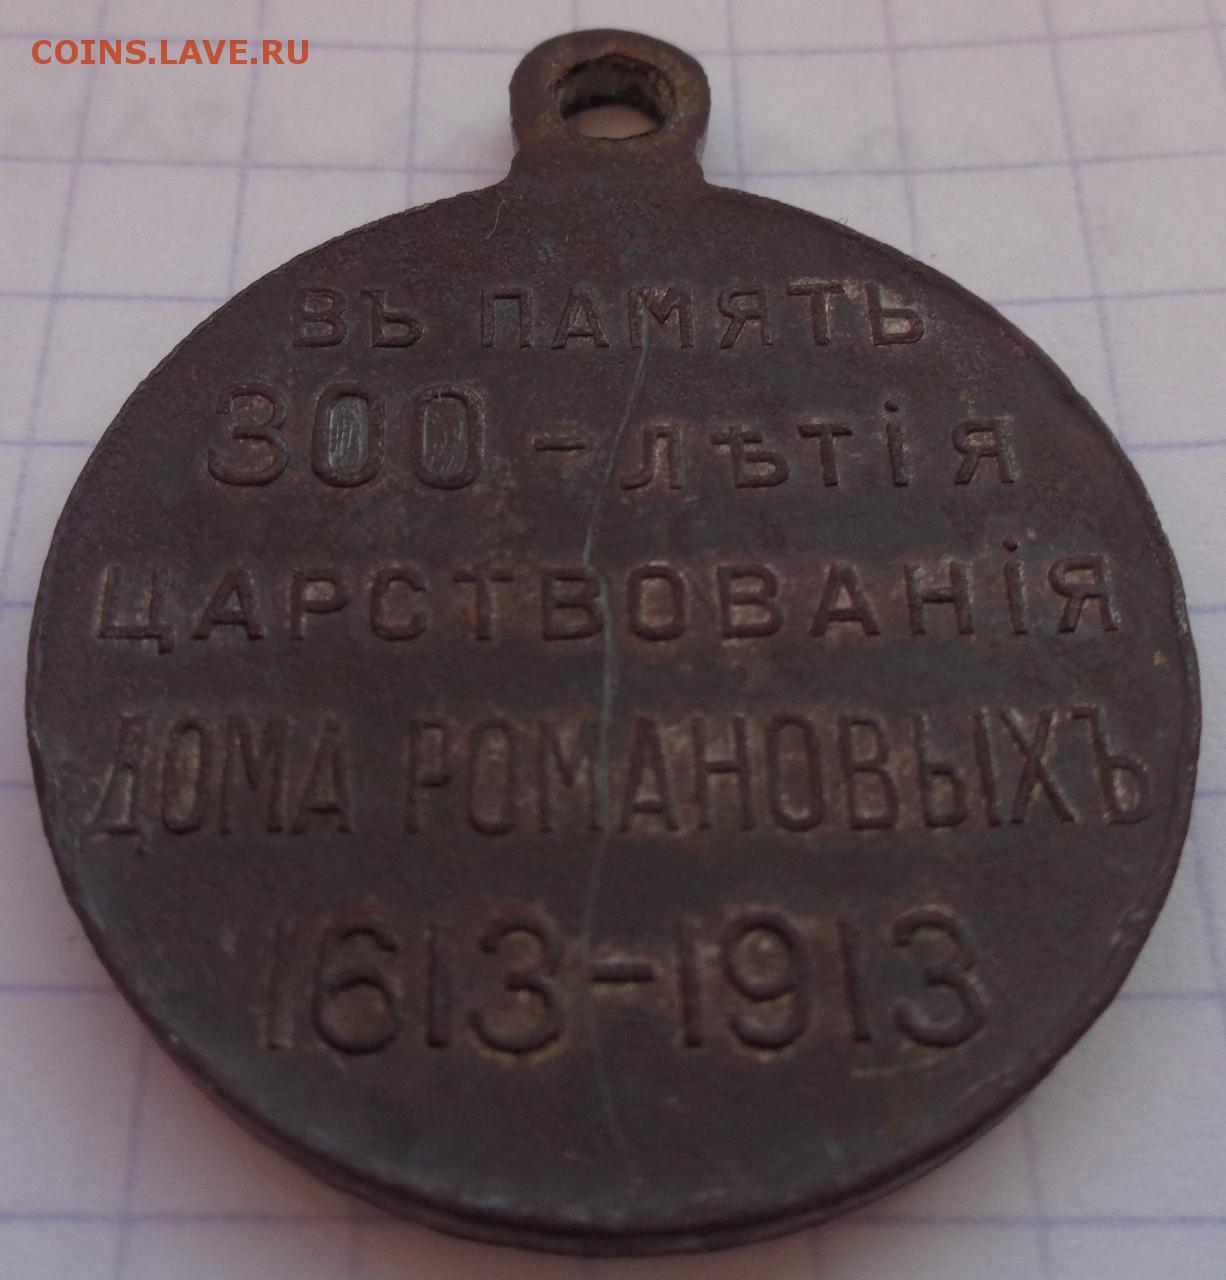 COINS.LAVE.RU
ВЪ ПАМЯТЬ
300-ЛѢТІЯ
ЦАРСТВОВАНІЯ
ДОМА РОМАНОВЫХЪ
1613-1913